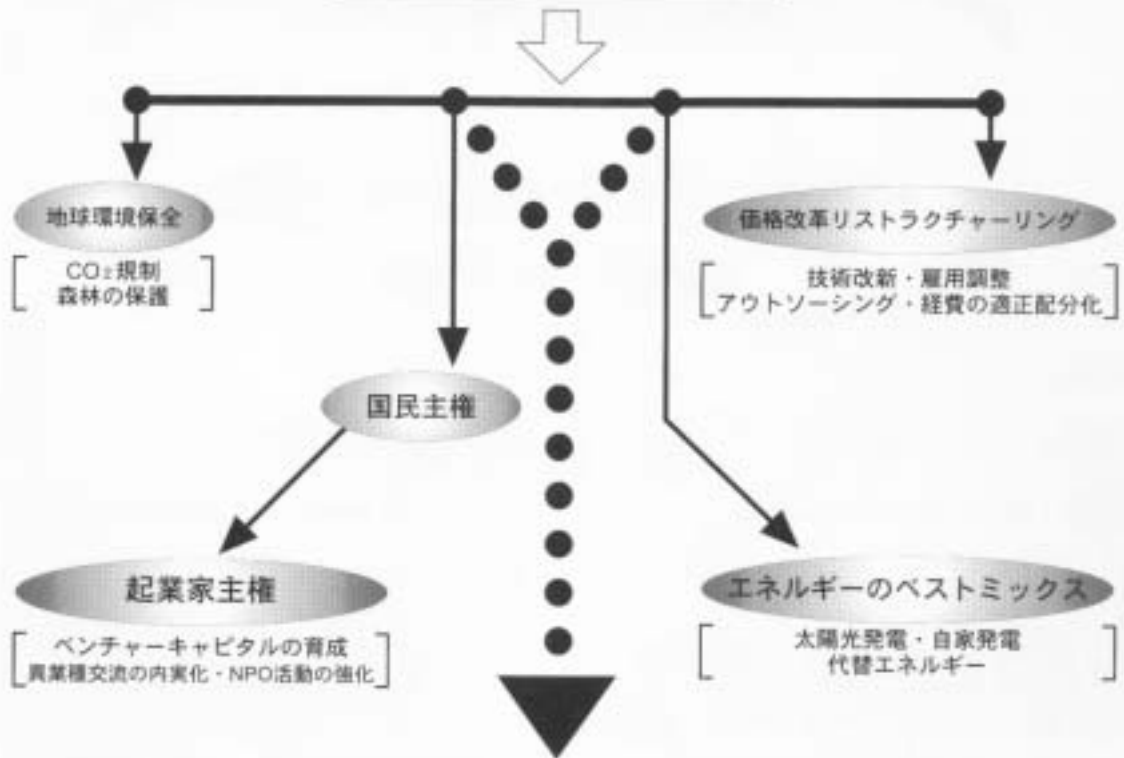 地球環境保全
CO₂規制
森林の保護
価格改革リストラクチャーリング
技術改新・雇用調整
アウトソーシング・経費の適正配分化
国民主権
起業家主権
ベンチャーキャピタルの育成
異業種交流の内実化・NPO活動の強化
エネルギーのベストミックス
太陽光発電・自家発電
代替エネルギー